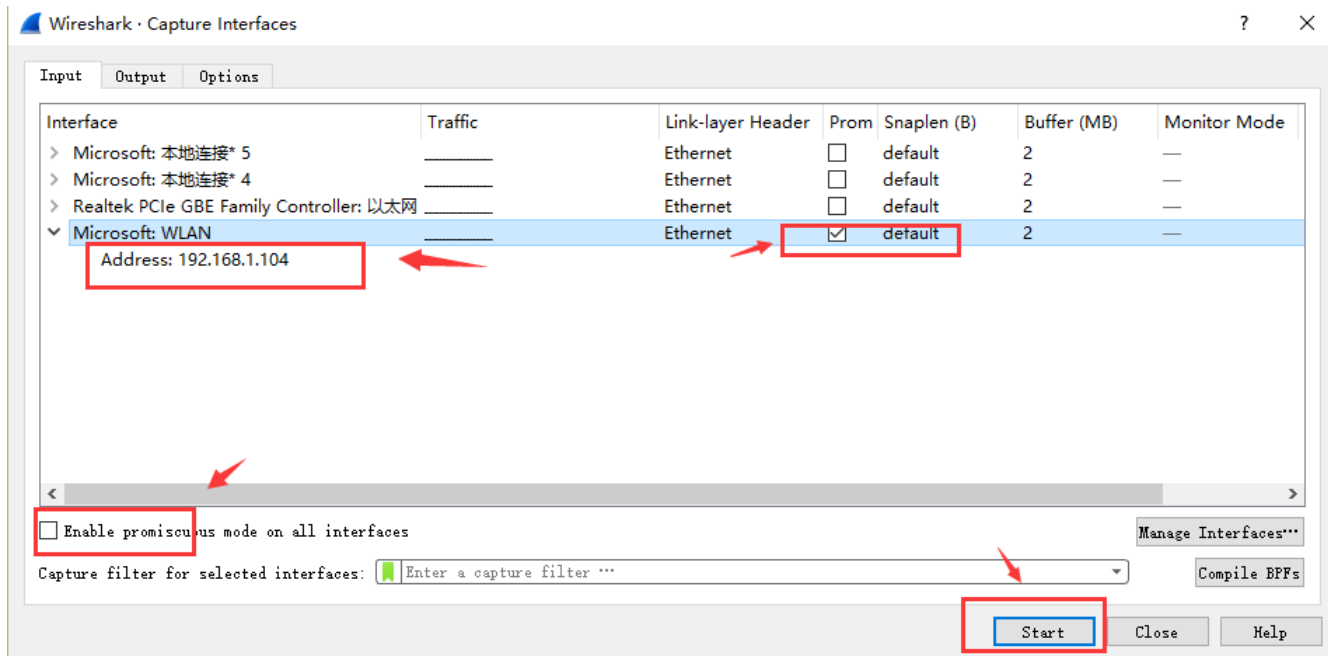 Wireshark · Capture Interfaces
Input Output Options
Interface Traffic Link-layer Header Prom Snaplen (B) Buffer (MB) Monitor Mode
Microsoft: 本地连接* 5 Ethernet default 2 —
Microsoft: 本地连接* 4 Ethernet default 2 —
Realtek PCIe GBE Family Controller: 以太网 Ethernet default 2 —
Microsoft: WLAN Ethernet default 2 —
Address: 192.168.1.104
Enable promiscuous mode on all interfaces
Manage Interfaces…
Capture filter for selected interfaces: Enter a capture filter …
Compile BPFs
Start Close Help